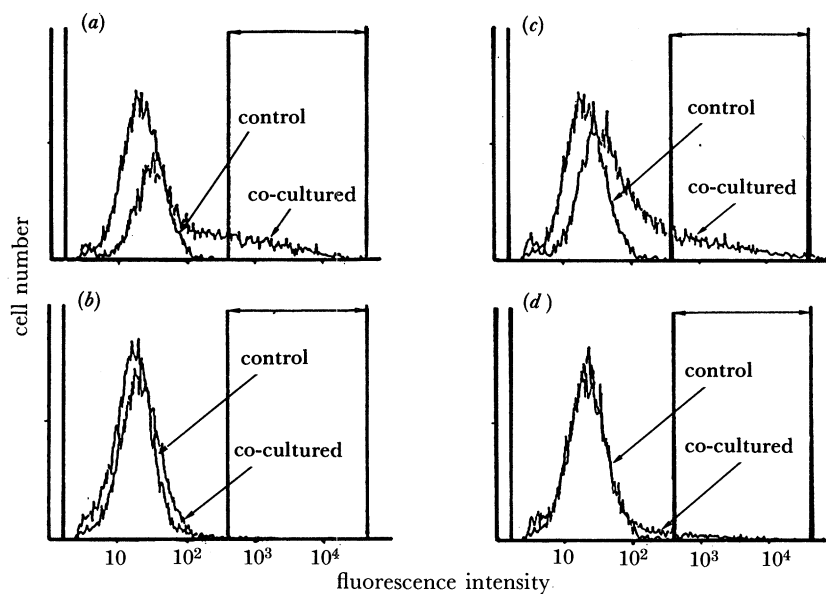 (a)
control
co-cultured
10 10² 10³ 10⁴
(c)
control
co-cultured
10 10² 10³ 10⁴
cell number
(b)
control
co-cultured
10 10² 10³ 10⁴
(d)
control
co-cultured
10 10² 10³ 10⁴
fluorescence intensity